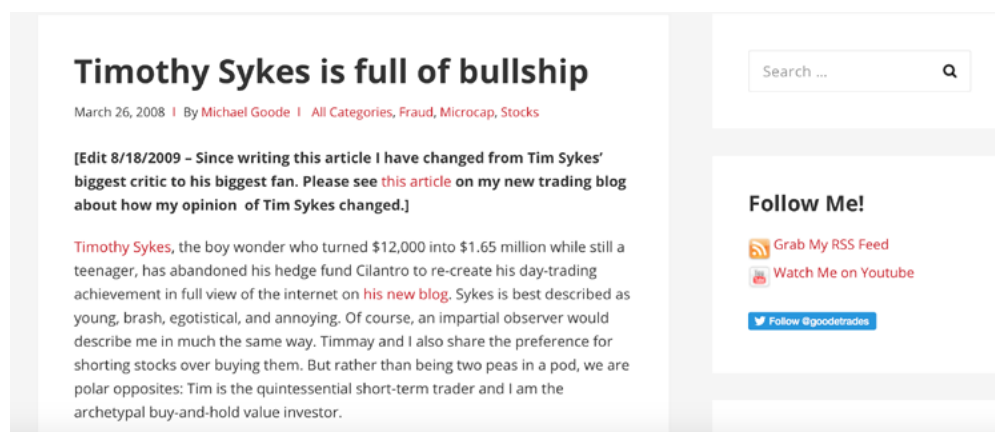 Timothy Sykes is full of bullship
March 26, 2008 | By Michael Goode | All Categories, Fraud, Microcap, Stocks
[Edit 8/18/2009 – Since writing this article I have changed from Tim Sykes’
biggest critic to his biggest fan. Please see this article on my new trading blog
about how my opinion of Tim Sykes changed.]
Timothy Sykes, the boy wonder who turned $12,000 into $1.65 million while still a
teenager, has abandoned his hedge fund Cilantro to re-create his day-trading
achievement in full view of the internet on his new blog. Sykes is best described as
young, brash, egotistical, and annoying. Of course, an impartial observer would
describe me in much the same way. Timmay and I also share the preference for
shorting stocks over buying them. But rather than being two peas in a pod, we are
polar opposites: Tim is the quintessential short-term trader and I am the
archetypal buy-and-hold value investor.
Search ...
Follow Me!
Grab My RSS Feed
Watch Me on Youtube
Follow @goodetrades